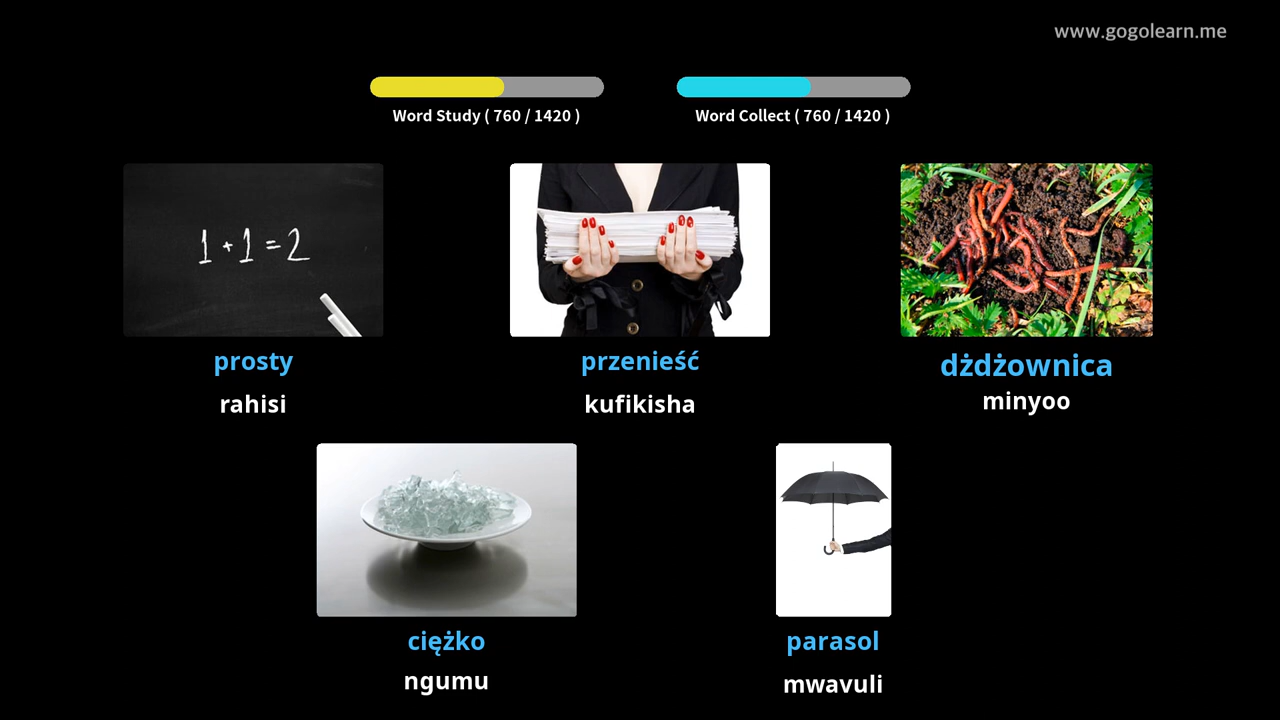 www.gogolearn.me
Word Study ( 760 / 1420 )
Word Collect ( 760 / 1420 )
1 + 1 = 2
prosty
rahisi
przenieść
kufikisha
dżdżownica
minyoo
ciężko
ngumu
parasol
mwavuli